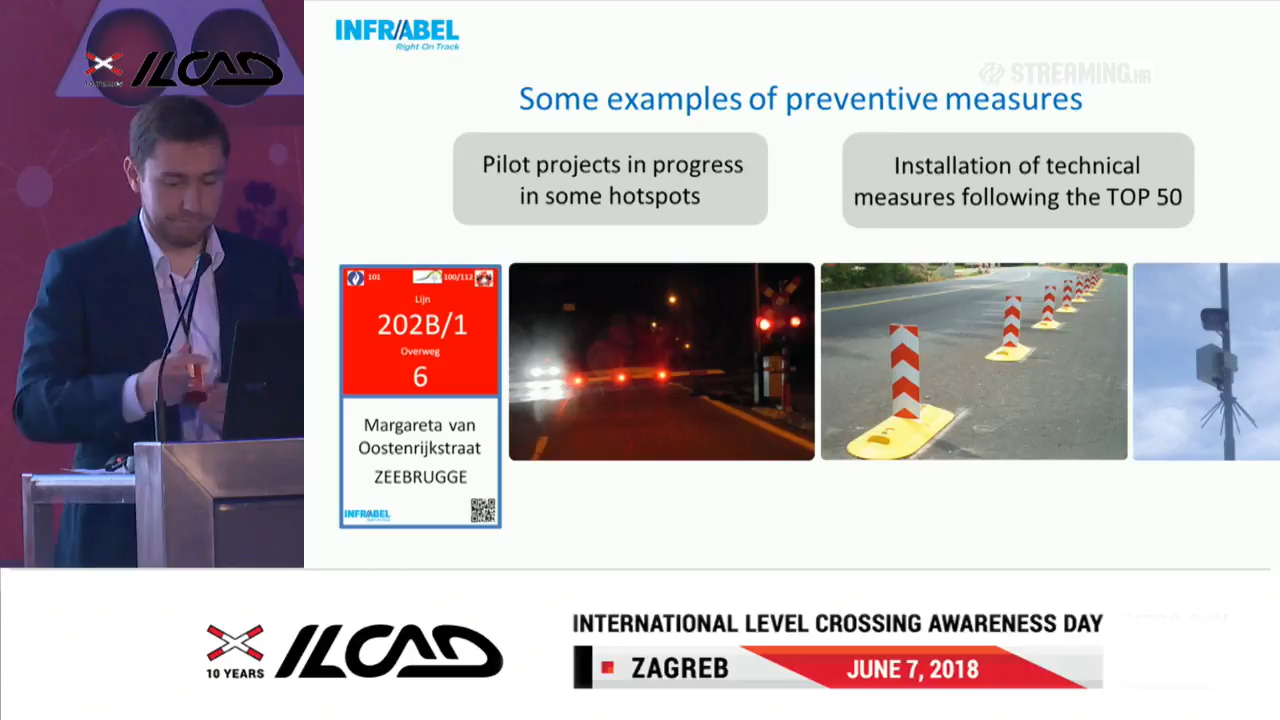 ILCAD
INFRABEL
Right On Track
STREAMING.HR
Some examples of preventive measures
Pilot projects in progress
in some hotspots
Installation of technical
measures following the TOP 50
101
100/112
Lijn
202B/1
Overweg
6
Margareta van
Oostenrijkstraat
ZEEBRUGGE
INFRABEL
10 YEARS
ILCAD
INTERNATIONAL LEVEL CROSSING AWARENESS DAY
ZAGREB
JUNE 7, 2018